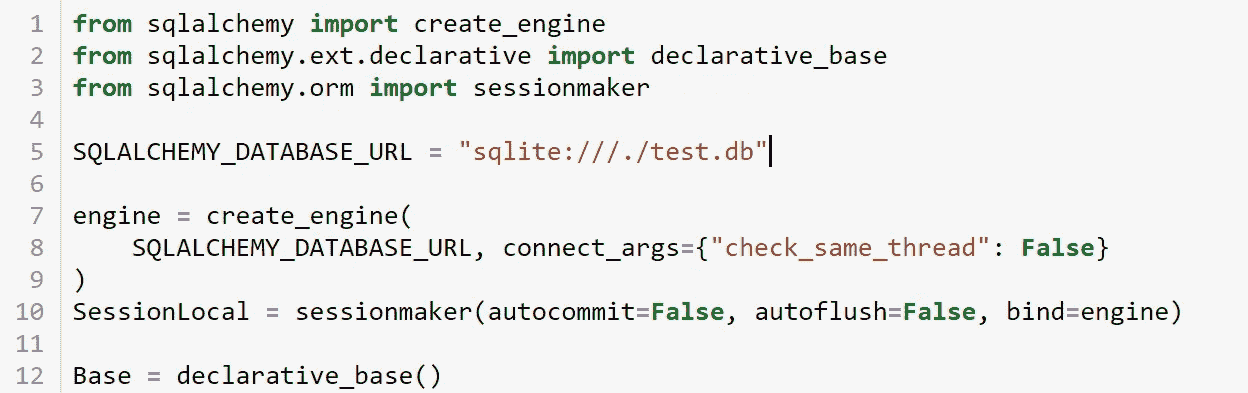 1 from sqlalchemy import create_engine
2 from sqlalchemy.ext.declarative import declarative_base
3 from sqlalchemy.orm import sessionmaker
4
5 SQLALCHEMY_DATABASE_URL = "sqlite:///./test.db"
6
7 engine = create_engine(
8     SQLALCHEMY_DATABASE_URL, connect_args={"check_same_thread": False}
9 )
10 SessionLocal = sessionmaker(autocommit=False, autoflush=False, bind=engine)
11
12 Base = declarative_base()